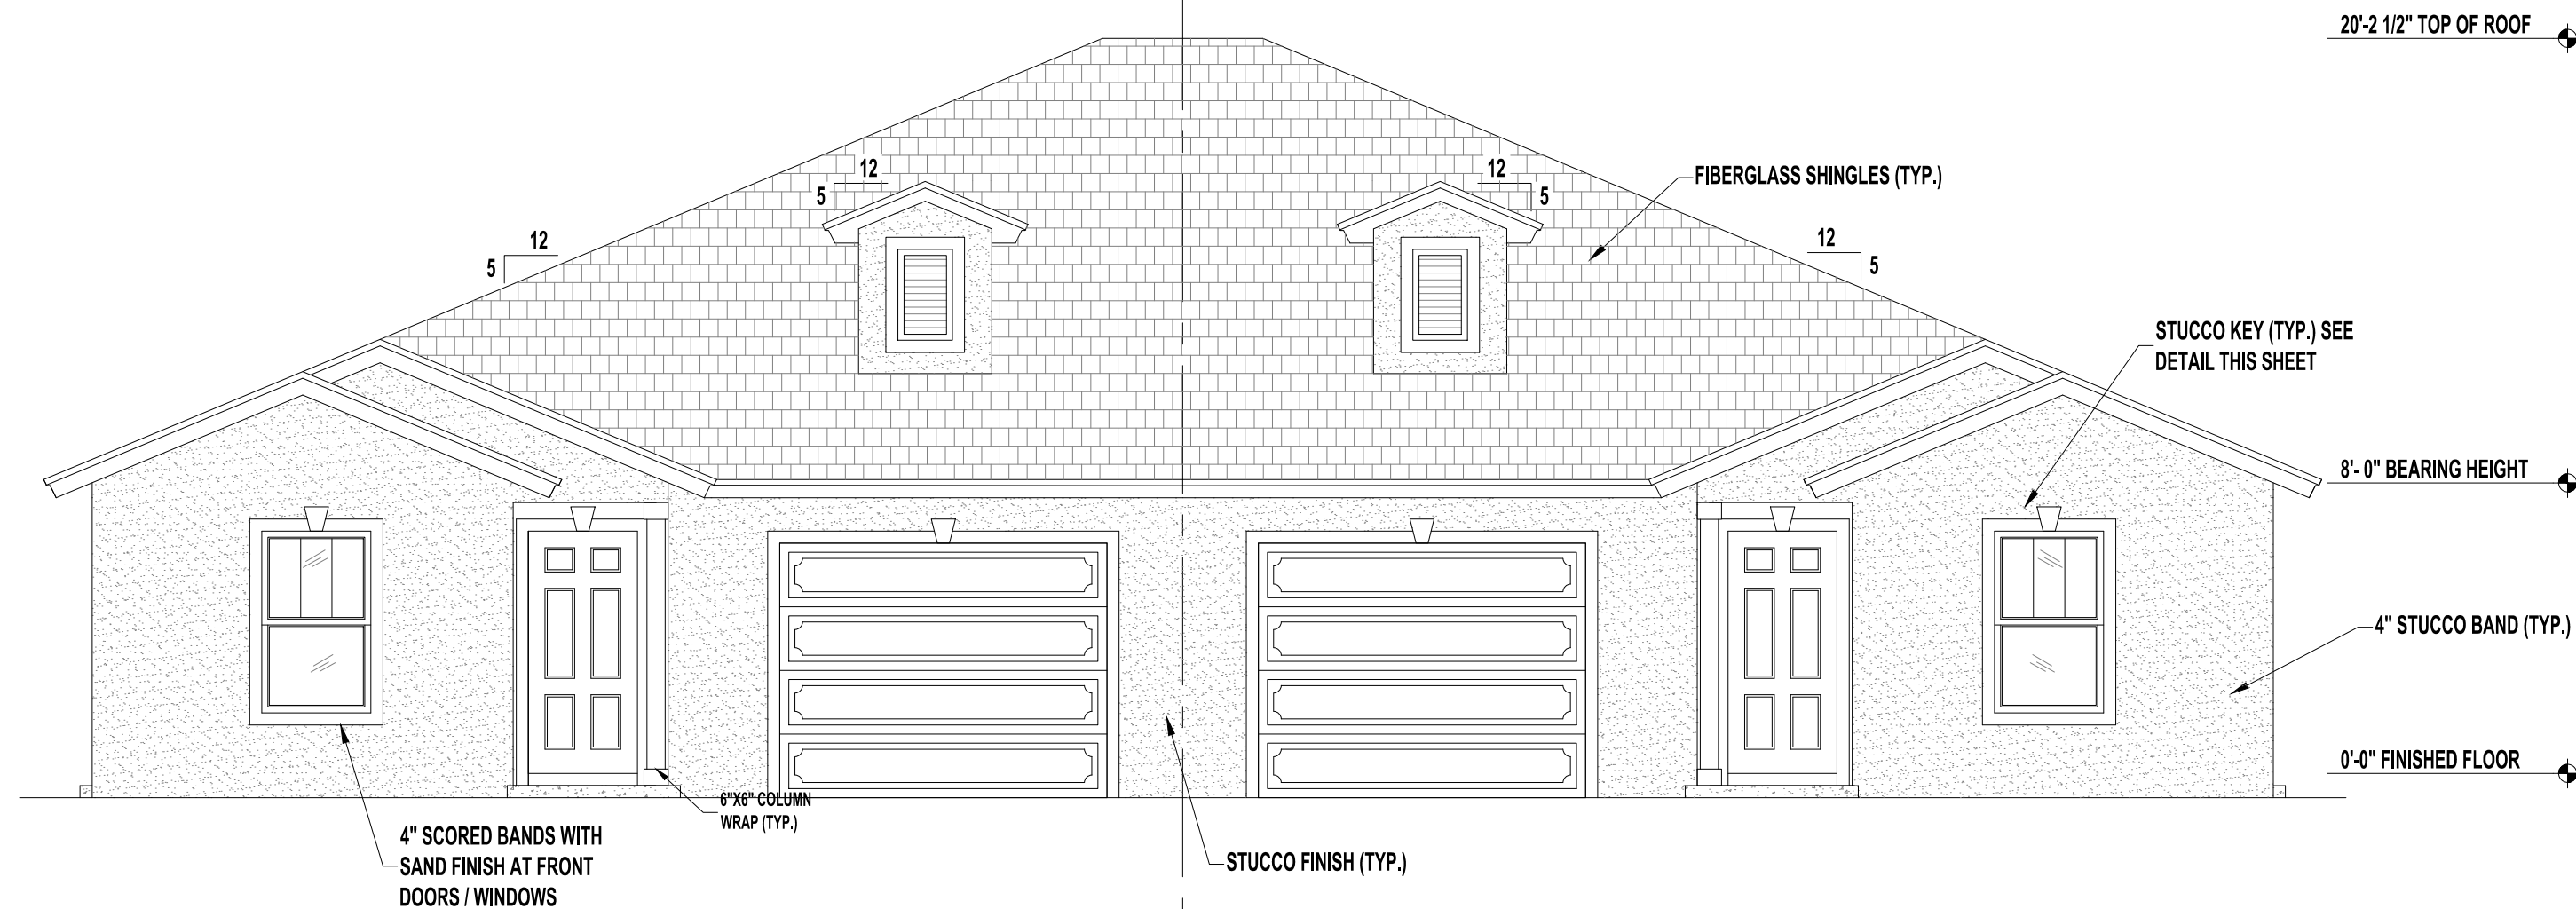 20'-2 1/2" TOP OF ROOF
12
5
12
5
FIBERGLASS SHINGLES (TYP.)
12
5
12
5
STUCCO KEY (TYP.) SEE
DETAIL THIS SHEET
8'- 0" BEARING HEIGHT
4" STUCCO BAND (TYP.)
0'-0" FINISHED FLOOR
6"X6" COLUMN
WRAP (TYP.)
4" SCORED BANDS WITH
SAND FINISH AT FRONT
DOORS / WINDOWS
STUCCO FINISH (TYP.)